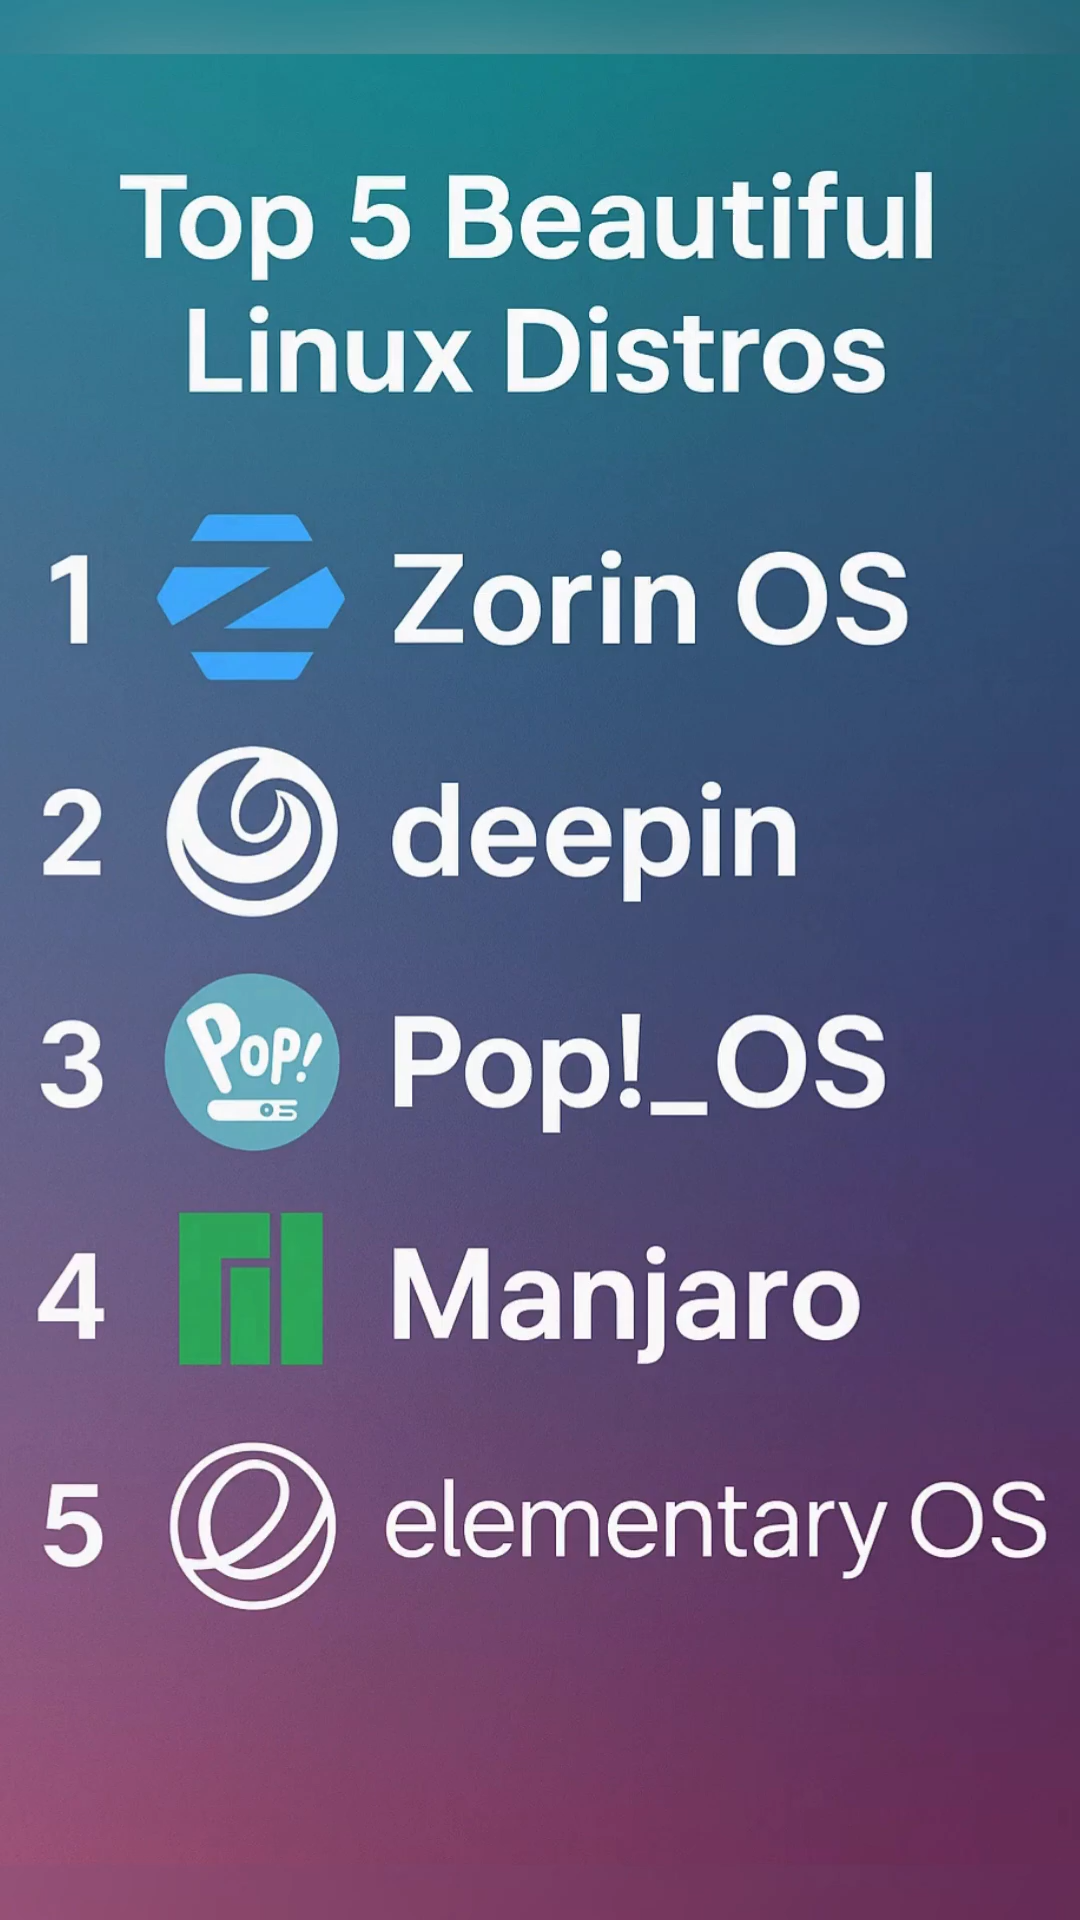 Top 5 Beautiful
Linux Distros
1 Zorin OS
2 deepin
3 Pop! OS Pop!_OS
4 Manjaro
5 elementary OS